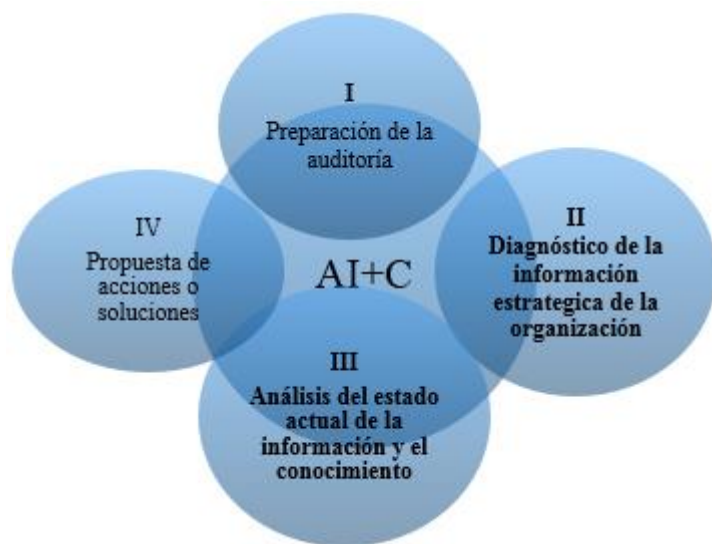 I
Preparación de la
auditoría
IV
Propuesta de
acciones o
soluciones
AI+C
II
Diagnóstico de la
información
estrategica de la
organización
III
Análisis del estado
actual de la
información y el
conocimiento